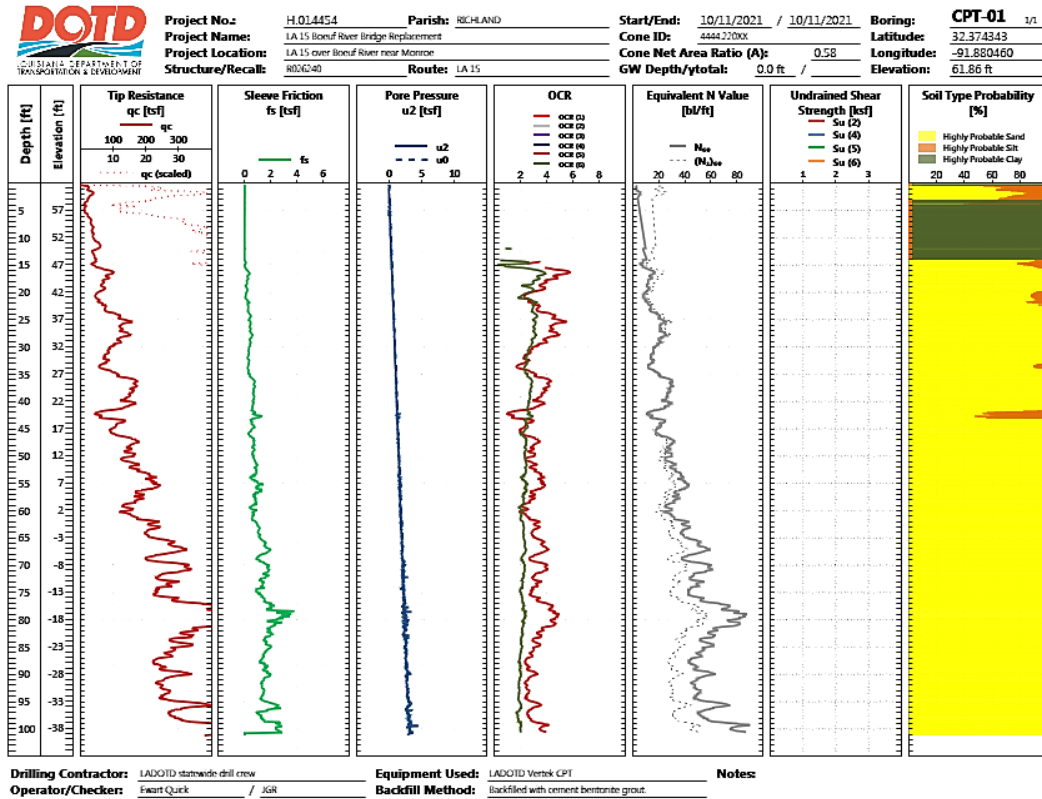 DOTD
LOUISIANA DEPARTMENT OF
TRANSPORTATION & DEVELOPMENT
Project No.: H.014454 Parish: RICHLAND
Project Name: LA 15 Boeuf River Bridge Replacement
Project Location: LA 15 over Boeuf River near Monroe
Structure/Recall: R026240 Route: LA 15
Start/End: 10/11/2021 / 10/11/2021 Boring: CPT-01 1/1
Cone ID: 4444.220XX Latitude: 32.374343
Cone Net Area Ratio (A): 0.58 Longitude: -91.880460
GW Depth/ytotal: 0.0 ft / Elevation: 61.86 ft
Depth [ft]
Elevation [ft]
Tip Resistance
qc [tsf]
qc
100 200 300
10 20 30
qc (scaled)
Sleeve Friction
fs [tsf]
fs
0 2 4 6
Pore Pressure
u2 [tsf]
u2
u0
0 5 10
OCR
OCR (1)
OCR (2)
OCR (3)
OCR (4)
OCR (5)
OCR (6)
2 4 6 8
Equivalent N Value
[bl/ft]
N₆₀
(N₁)₆₀
20 40 60 80
Undrained Shear
Strength [ksf]
Su (2)
Su (4)
Su (5)
Su (6)
1 2 3
Soil Type Probability
[%]
Highly Probable Sand
Highly Probable Silt
Highly Probable Clay
20 40 60 80
5 57
10 52
15 47
20 42
25 37
30 32
35 27
40 22
45 17
50 12
55 7
60 2
65 -3
70 -8
75 -13
80 -18
85 -23
90 -28
95 -33
100 -38
Drilling Contractor: LADOTD statewide drill crew Equipment Used: LADOTD Vertek CPT Notes:
Operator/Checker: Ewart Quick / JGR Backfill Method: Backfilled with cement bentonite grout.